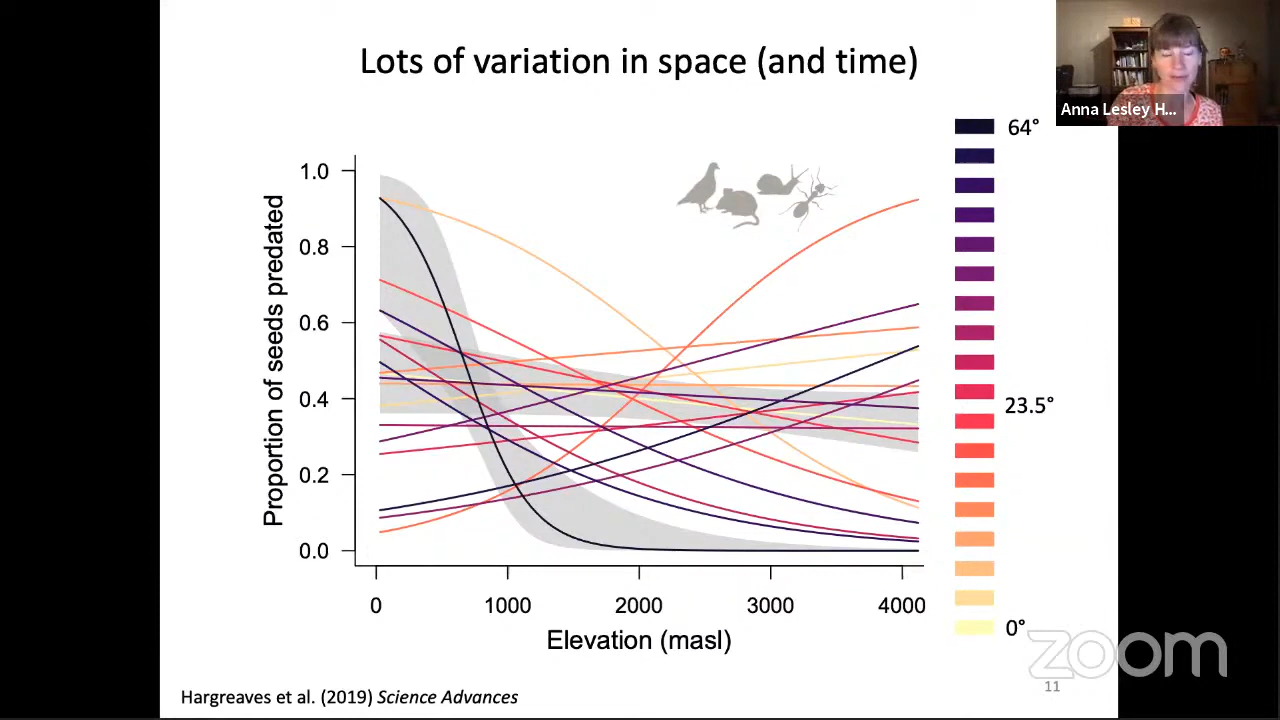 Lots of variation in space (and time)
Anna Lesley H...
64°
23.5°
0°
Proportion of seeds predated
1.0
0.8
0.6
0.4
0.2
0.0
0 1000 2000 3000 4000
Elevation (masl)
Hargreaves et al. (2019) Science Advances
11
zoom